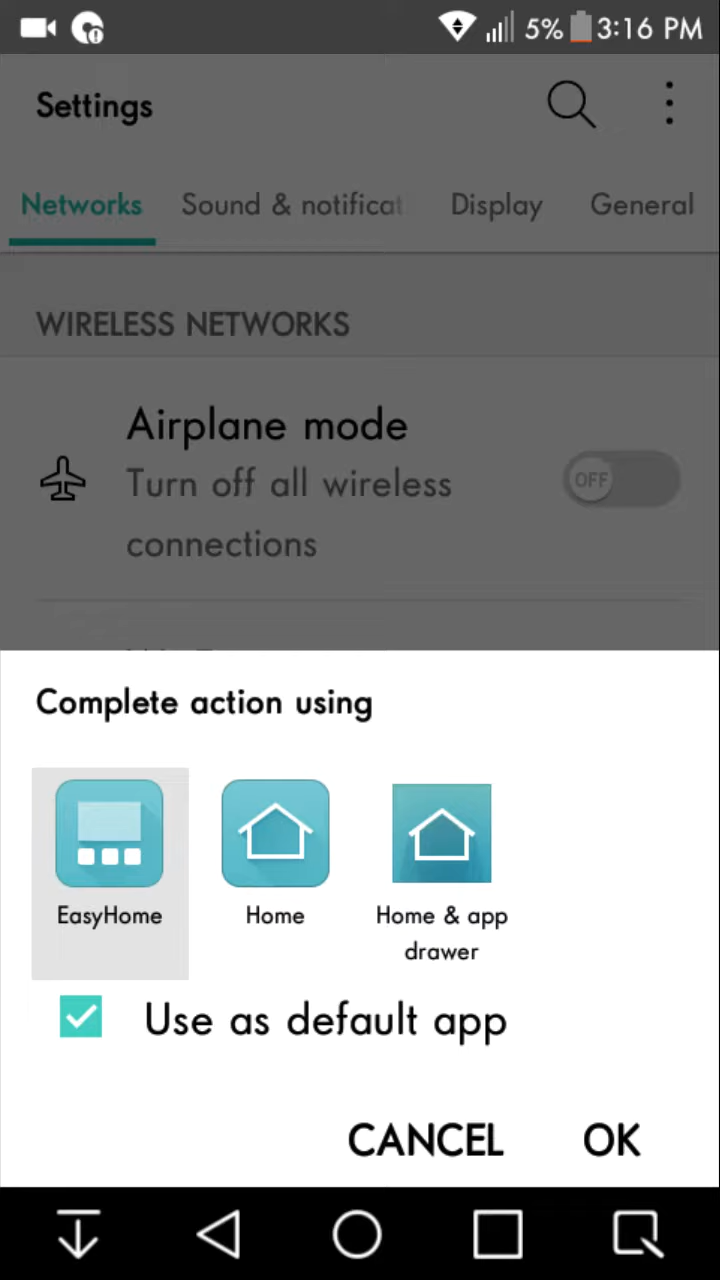 5% 3:16 PM
Settings
Networks Sound & notificat Display General
WIRELESS NETWORKS
Airplane mode
Turn off all wireless
connections
OFF
Complete action using
EasyHome Home Home & app
drawer
Use as default app
CANCEL OK